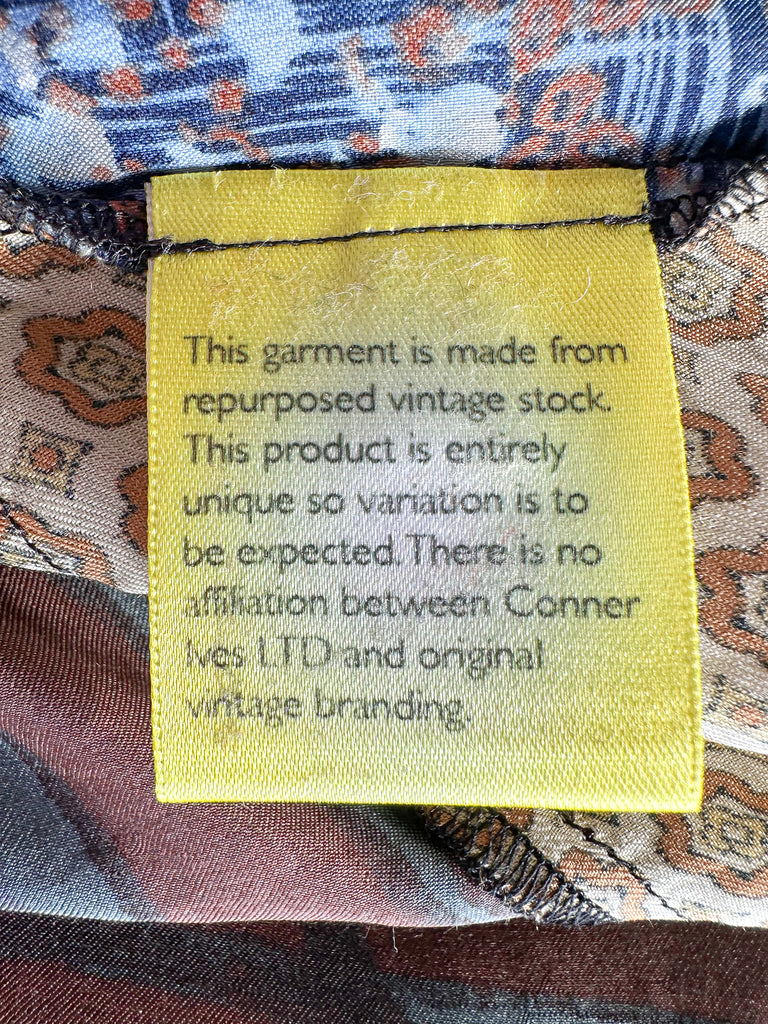 This garment is made from
repurposed vintage stock.
This product is entirely
unique so variation is to
be expected. There is no
affiliation between Conner
Ives LTD and original
vintage branding.